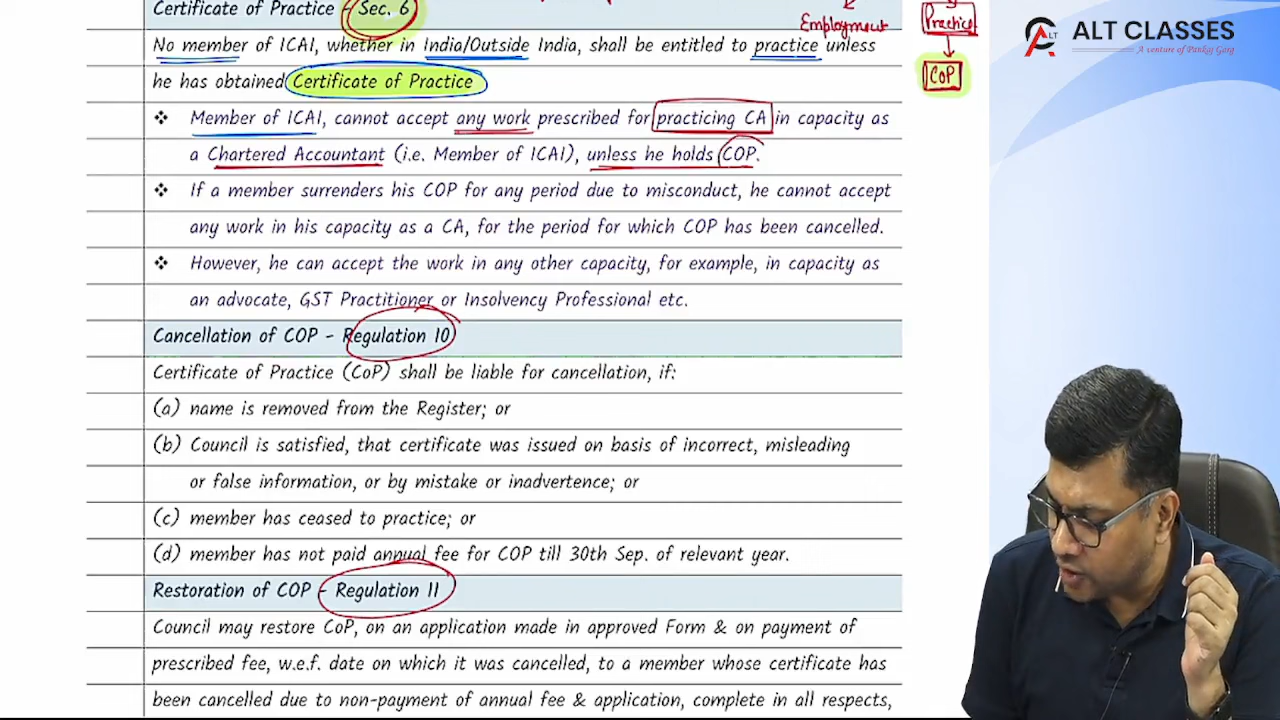 Certificate of Practice - Sec. 6
Employment
Practice
CoP
No member of ICAI, whether in India/Outside India, shall be entitled to practice unless
he has obtained Certificate of Practice
❖ Member of ICAI, cannot accept any work prescribed for practicing CA in capacity as
a Chartered Accountant (i.e. Member of ICAI), unless he holds COP.
❖ If a member surrenders his COP for any period due to misconduct, he cannot accept
any work in his capacity as a CA, for the period for which COP has been cancelled.
❖ However, he can accept the work in any other capacity, for example, in capacity as
an advocate, GST Practitioner or Insolvency Professional etc.
Cancellation of COP - Regulation 10
Certificate of Practice (CoP) shall be liable for cancellation, if:
(a) name is removed from the Register; or
(b) Council is satisfied, that certificate was issued on basis of incorrect, misleading
or false information, or by mistake or inadvertence; or
(c) member has ceased to practice; or
(d) member has not paid annual fee for COP till 30th Sep. of relevant year.
Restoration of COP - Regulation 11
Council may restore CoP, on an application made in approved Form & on payment of
prescribed fee, w.e.f. date on which it was cancelled, to a member whose certificate has
been cancelled due to non-payment of annual fee & application, complete in all respects,
ALT
ALT CLASSES
A venture of Pankaj Garg